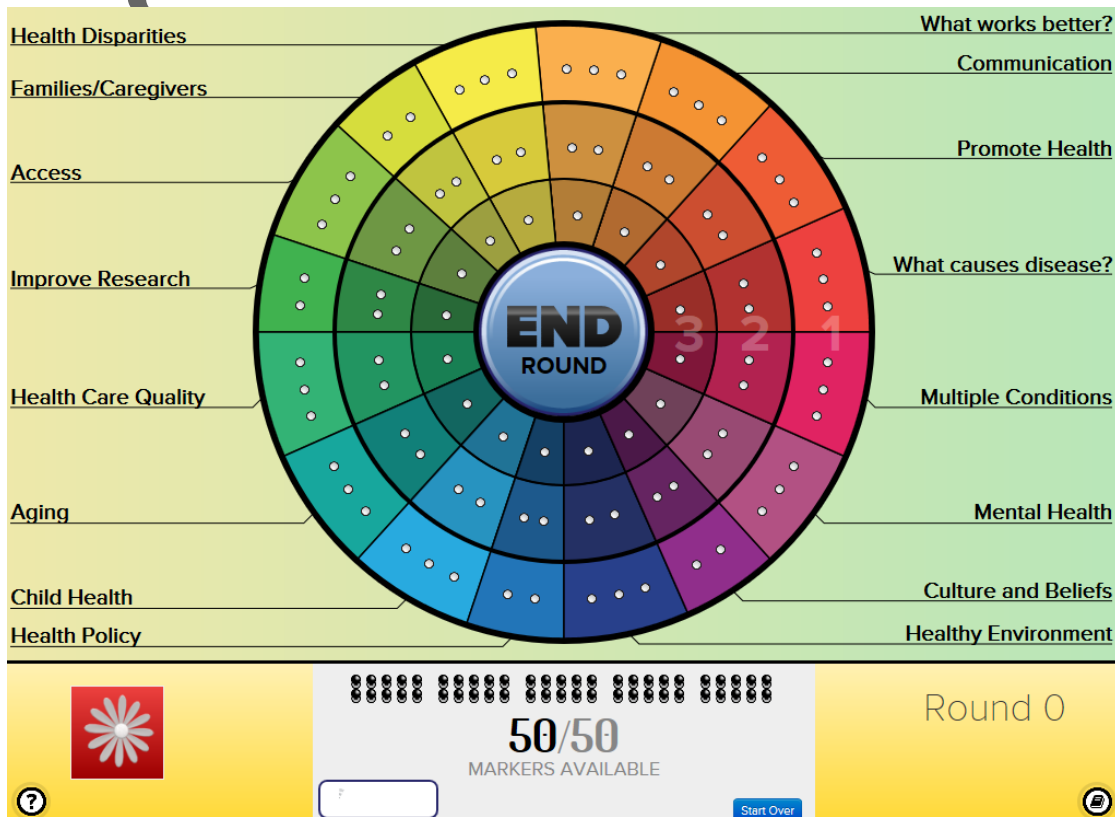 Health Disparities
Families/Caregivers
Access
Improve Research
Health Care Quality
Aging
Child Health
Health Policy
What works better?
Communication
Promote Health
What causes disease?
Multiple Conditions
Mental Health
Culture and Beliefs
Healthy Environment
END
ROUND
3 2 1
50/50
MARKERS AVAILABLE
Round 0
?
Start Over